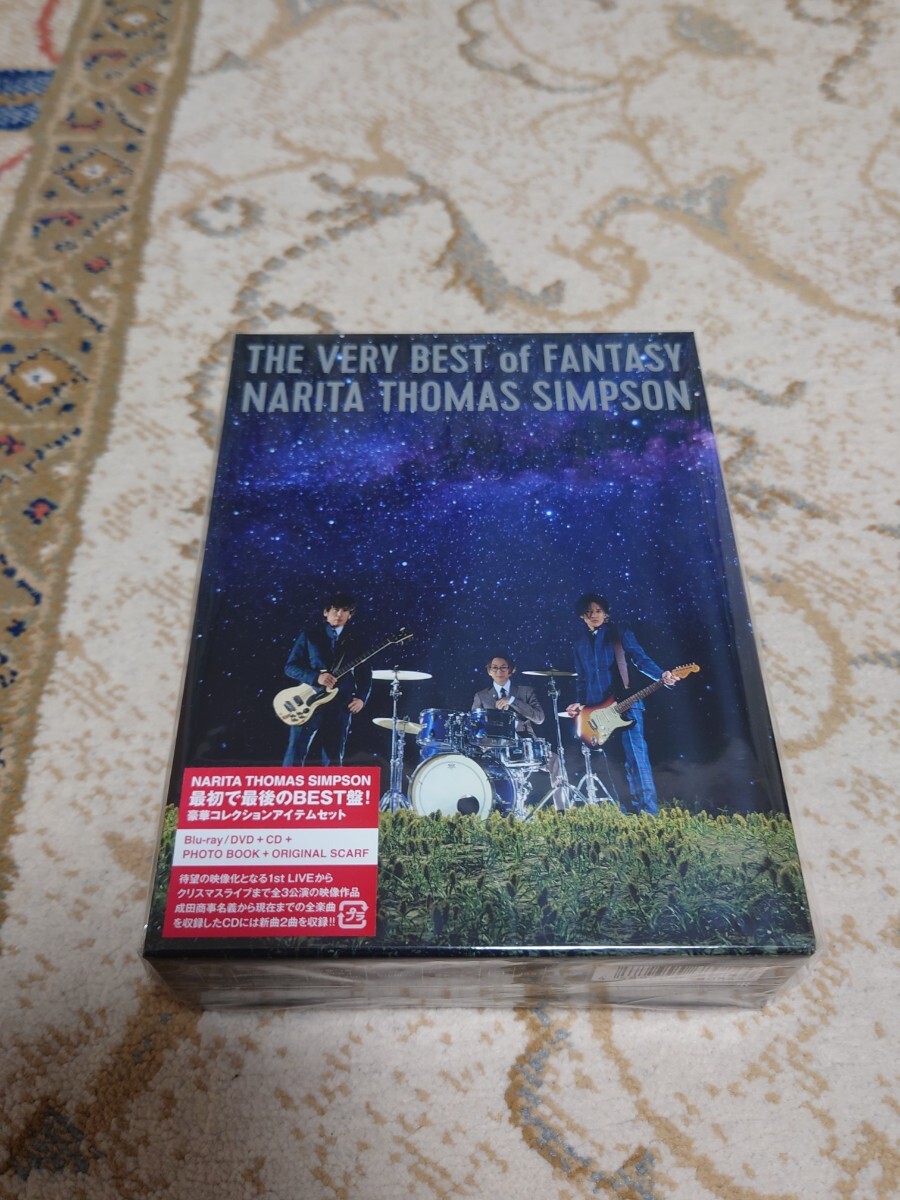 THE VERY BEST of FANTASY
NARITA THOMAS SIMPSON
NARITA THOMAS SIMPSON
最初で最後のBEST盤!
豪華コレクションアイテムセット
Blu-ray/DVD+CD+
PHOTO BOOK+ORIGINAL SCARF
待望の映像化となる1st LIVEから
クリスマスライブまで全3公演の映像作品
成田商事名義から現在までの全楽曲
を収録したCDには新曲2曲を収録!!
プラ